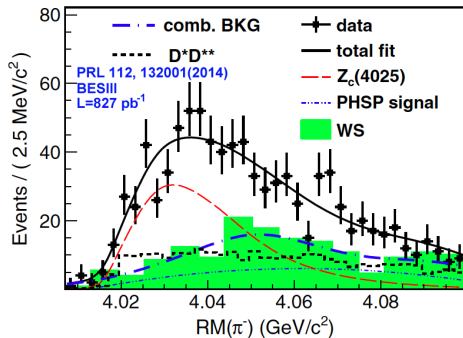 80
60
40
20
Events / ( 2.5 MeV/c²)
comb. BKG
D*D**
PRL 112, 132001(2014)
BESIII
L=827 pb⁻¹
data
total fit
Z_c(4025)
PHSP signal
WS
4.02 4.04 4.06 4.08
RM(π⁻) (GeV/c²)